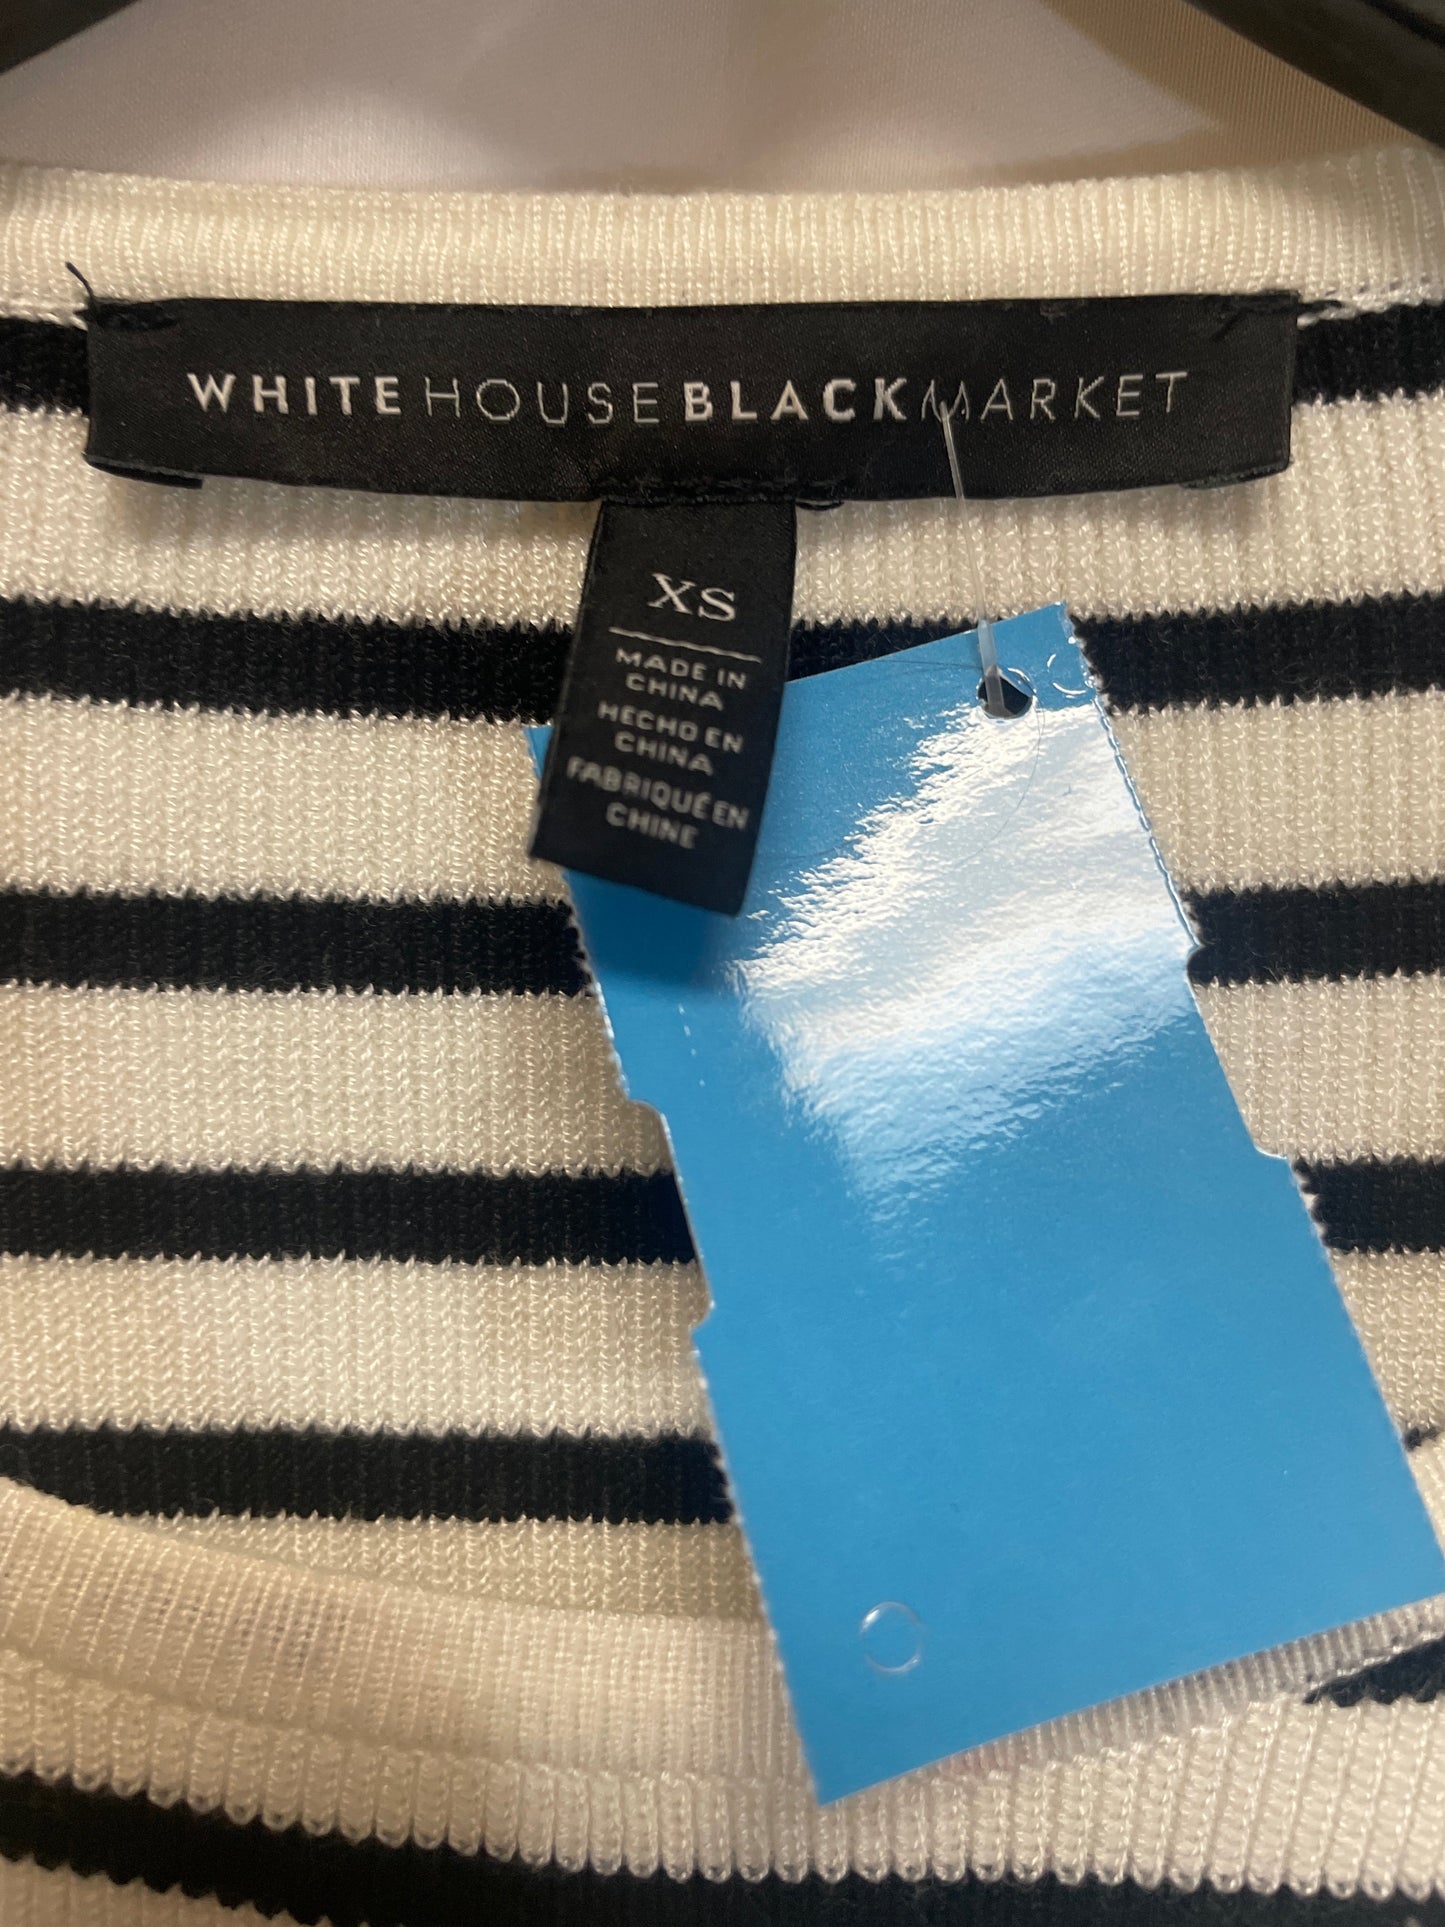 WHITE HOUSE BLACK MARKET
XS
MADE IN
CHINA
HECHO EN
CHINA
FABRIQUÉ EN
CHINE